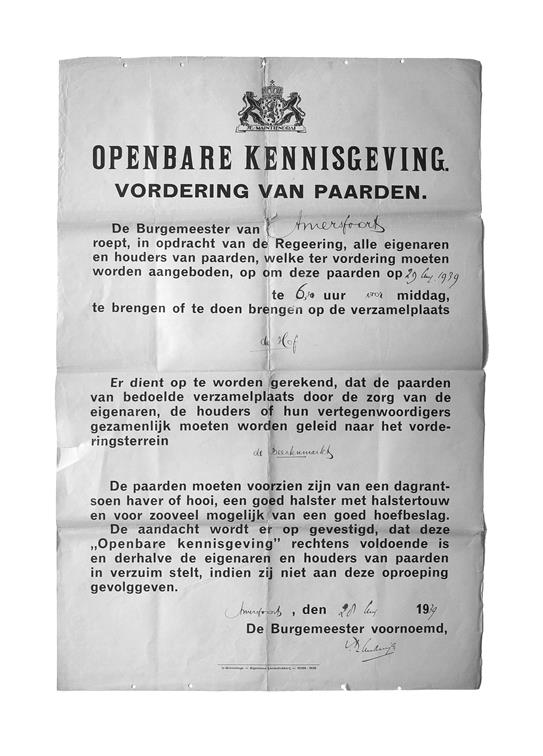 JE MAINTIENDRAI
OPENBARE KENNISGEVING.
VORDERING VAN PAARDEN.
De Burgemeester van Amersfoort
roept, in opdracht van de Regeering, alle eigenaren
en houders van paarden, welke ter vordering moeten
worden aangeboden, op om deze paarden op 29 Aug. 1939
te 6,30 uur voor middag,
te brengen of te doen brengen op de verzamelplaats
de Hof
Er dient op te worden gerekend, dat de paarden
van bedoelde verzamelplaats door de zorg van de
eigenaren, de houders of hun vertegenwoordigers
gezamenlijk moeten worden geleid naar het vorde-
ringsterrein
de Beestenmarkt
De paarden moeten voorzien zijn van een dagrant-
soen haver of hooi, een goed halster met halstertouw
en voor zooveel mogelijk van een goed hoefbeslag.
De aandacht wordt er op gevestigd, dat deze
„Openbare kennisgeving" rechtens voldoende is
en derhalve de eigenaren en houders van paarden
in verzuim stelt, indien zij niet aan deze oproeping
gevolggeven.
Amersfoort, den 28 Aug 1939
De Burgemeester voornoemd,